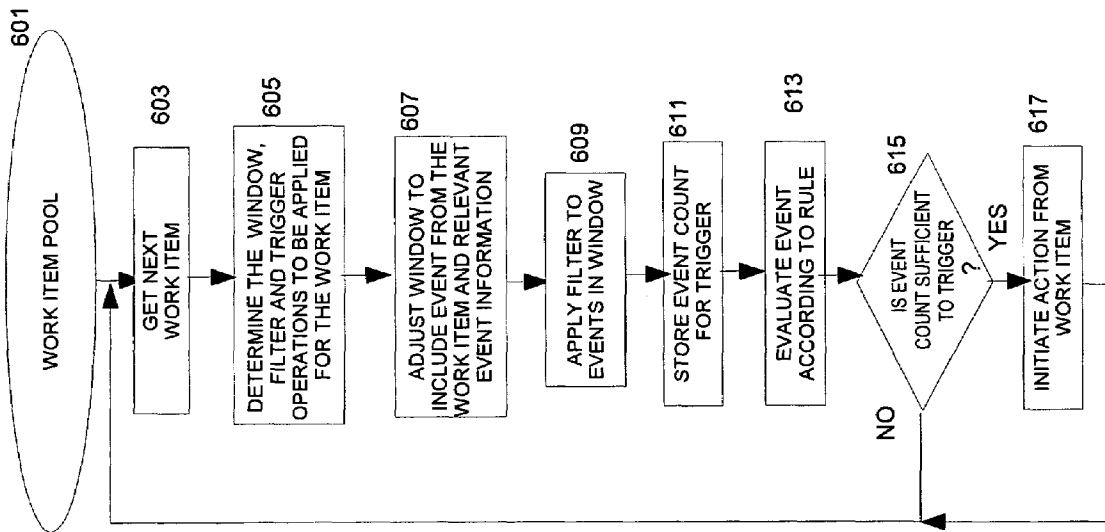 601
WORK ITEM POOL
603
GET NEXT
WORK ITEM
605
DETERMINE THE WINDOW,
FILTER AND TRIGGER
OPERATIONS TO BE APPLIED
FOR THE WORK ITEM
607
ADJUST WINDOW TO
INCLUDE EVENT FROM THE
WORK ITEM AND RELEVANT
EVENT INFORMATION
609
APPLY FILTER TO
EVENTS IN WINDOW
611
STORE EVENT COUNT
FOR TRIGGER
613
EVALUATE EVENT
ACCORDING TO RULE
615
IS EVENT
COUNT SUFFICIENT
TO TRIGGER
?
NO
YES
617
INITIATE ACTION FROM
WORK ITEM